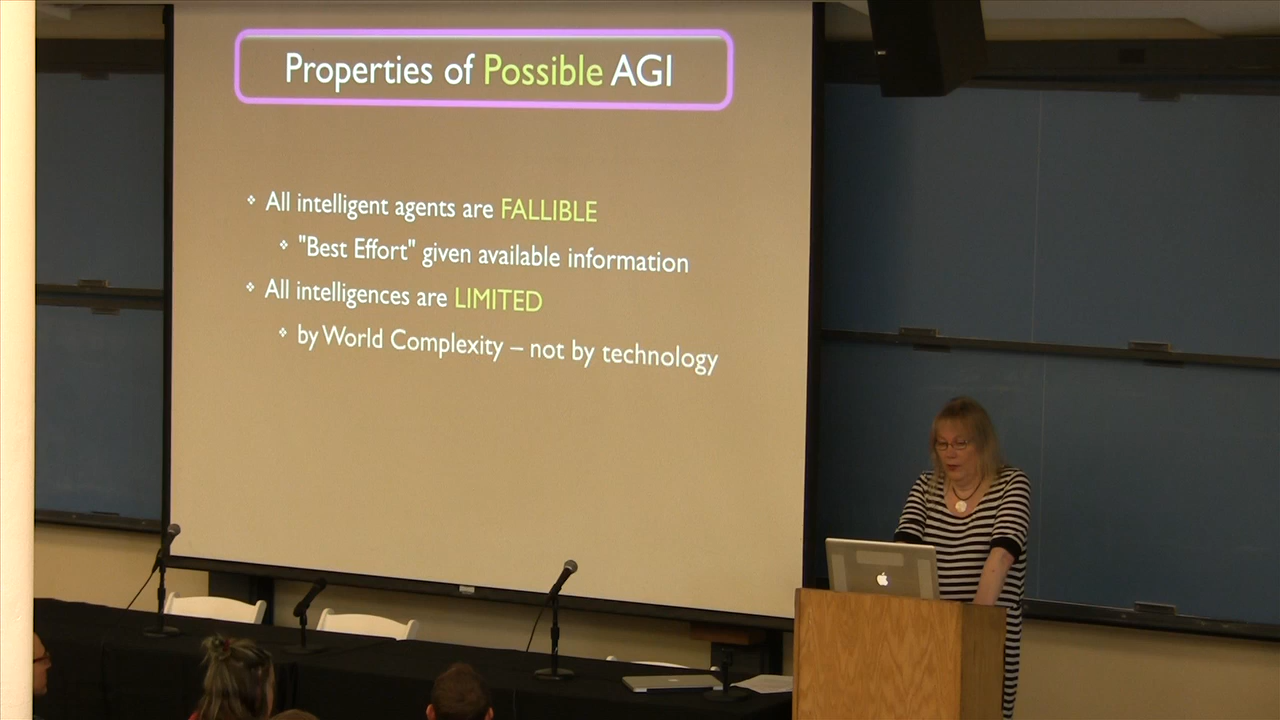 Properties of Possible AGI
All intelligent agents are FALLIBLE
"Best Effort" given available information
All intelligences are LIMITED
by World Complexity – not by technology